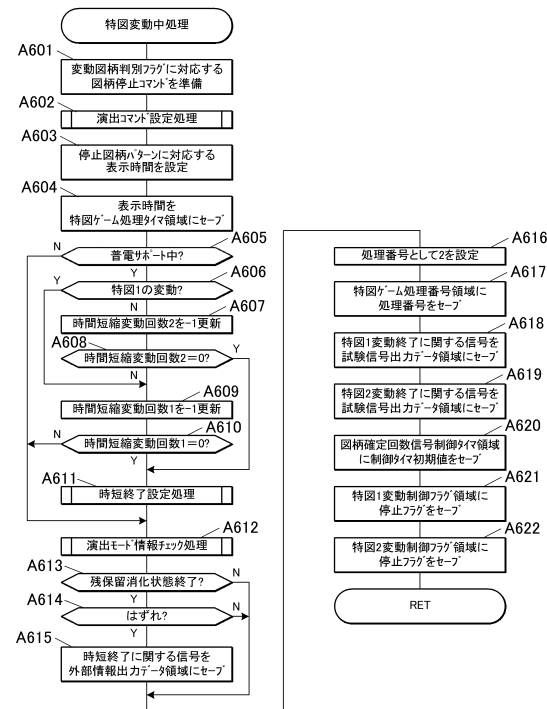 特図変動中処理
A601
変動図柄判別フラグに対応する
図柄停止コマンドを準備
A602
演出コマンド設定処理
A603
停止図柄パターンに対応する
表示時間を設定
A604
表示時間を
特図ゲーム処理タイマ領域にセーブ
A605
普電サポート中?
N
Y
A606
特図1の変動?
Y
N
A607
時間短縮変動回数2を-1更新
A608
時間短縮変動回数2=0?
Y
N
A609
時間短縮変動回数1を-1更新
A610
時間短縮変動回数1=0?
N
Y
A611
時短終了設定処理
A612
演出モード情報チェック処理
A613
残保留消化状態終了?
N
Y
A614
はずれ?
N
Y
A615
時短終了に関する信号を
外部情報出力データ領域にセーブ
A616
処理番号として2を設定
A617
特図ゲーム処理番号領域に
処理番号をセーブ
A618
特図1変動終了に関する信号を
試験信号出力データ領域にセーブ
A619
特図2変動終了に関する信号を
試験信号出力データ領域にセーブ
A620
図柄確定回数信号制御タイマ領域
に制御タイマ初期値をセーブ
A621
特図1変動制御フラグ領域に
停止フラグをセーブ
A622
特図2変動制御フラグ領域に
停止フラグをセーブ
RET